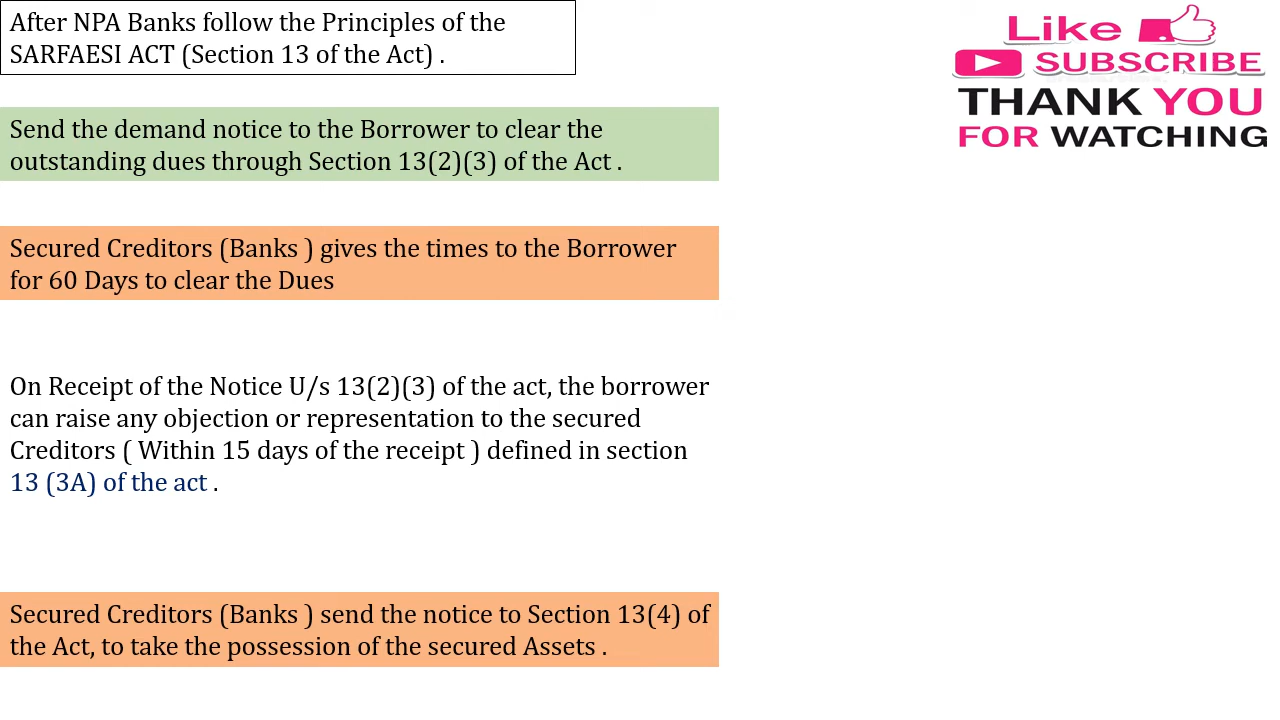 After NPA Banks follow the Principles of the
SARFAESI ACT (Section 13 of the Act) .
Like
SUBSCRIBE
THANK YOU
FOR WATCHING
Send the demand notice to the Borrower to clear the
outstanding dues through Section 13(2)(3) of the Act .
Secured Creditors (Banks ) gives the times to the Borrower
for 60 Days to clear the Dues
On Receipt of the Notice U/s 13(2)(3) of the act, the borrower
can raise any objection or representation to the secured
Creditors ( Within 15 days of the receipt ) defined in section
13 (3A) of the act .
Secured Creditors (Banks ) send the notice to Section 13(4) of
the Act, to take the possession of the secured Assets .